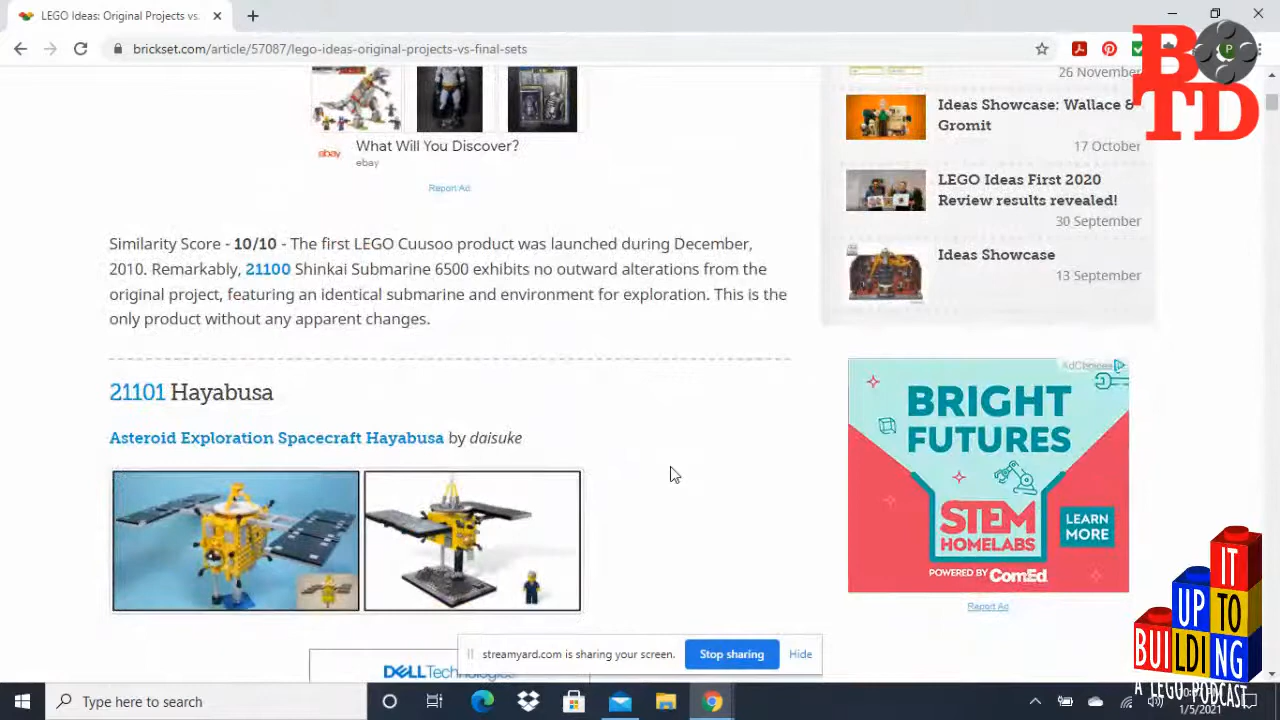 LEGO Ideas: Original Projects vs.
brickset.com/article/57087/lego-ideas-original-projects-vs-final-sets
What Will You Discover?
ebay
ebay
Report Ad
26 November
Ideas Showcase: Wallace &
Gromit
17 October
LEGO Ideas First 2020
Review results revealed!
30 September
Ideas Showcase
13 September
Similarity Score - 10/10 - The first LEGO Cuusoo product was launched during December,
2010. Remarkably, 21100 Shinkai Submarine 6500 exhibits no outward alterations from the
original project, featuring an identical submarine and environment for exploration. This is the
only product without any apparent changes.
21101 Hayabusa
Asteroid Exploration Spacecraft Hayabusa by daisuke
AdChoices
BRIGHT
FUTURES
STEM
HOMELABS
POWERED BY ComEd
LEARN
MORE
Report Ad
DELL Technologies
streamyard.com is sharing your screen.
Stop sharing
Hide
Type here to search
1/5/2021
P
B
TD
BUILDING
UP
IT
TO
A LEGO PODCAST